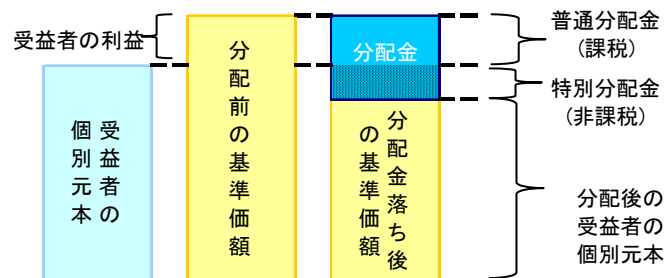 受益者の利益
受益者の
個別元本
分配前の基準価額
分配金
分配金落ち後
の基準価額
普通分配金
(課税)
特別分配金
(非課税)
分配後の
受益者の
個別元本